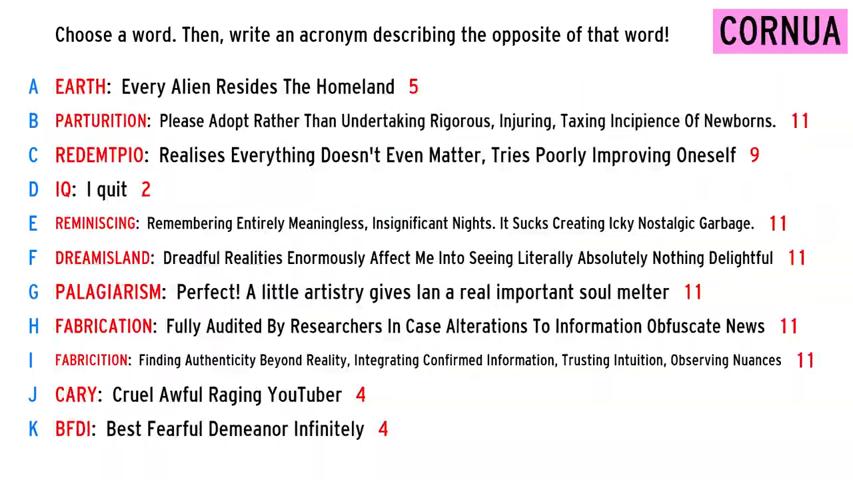 Choose a word. Then, write an acronym describing the opposite of that word!
CORNUA
A EARTH: Every Alien Resides The Homeland 5
B PARTURITION: Please Adopt Rather Than Undertaking Rigorous, Injuring, Taxing Incipience Of Newborns. 11
C REDEMTPIO: Realises Everything Doesn't Even Matter, Tries Poorly Improving Oneself 9
D IQ: I quit 2
E REMINISCING: Remembering Entirely Meaningless, Insignificant Nights. It Sucks Creating Icky Nostalgic Garbage. 11
F DREAMISLAND: Dreadful Realities Enormously Affect Me Into Seeing Literally Absolutely Nothing Delightful 11
G PALAGIARISM: Perfect! A little artistry gives Ian a real important soul melter 11
H FABRICATION: Fully Audited By Researchers In Case Alterations To Information Obfuscate News 11
I FABRICITION: Finding Authenticity Beyond Reality, Integrating Confirmed Information, Trusting Intuition, Observing Nuances 11
J CARY: Cruel Awful Raging YouTuber 4
K BFDI: Best Fearful Demeanor Infinitely 4